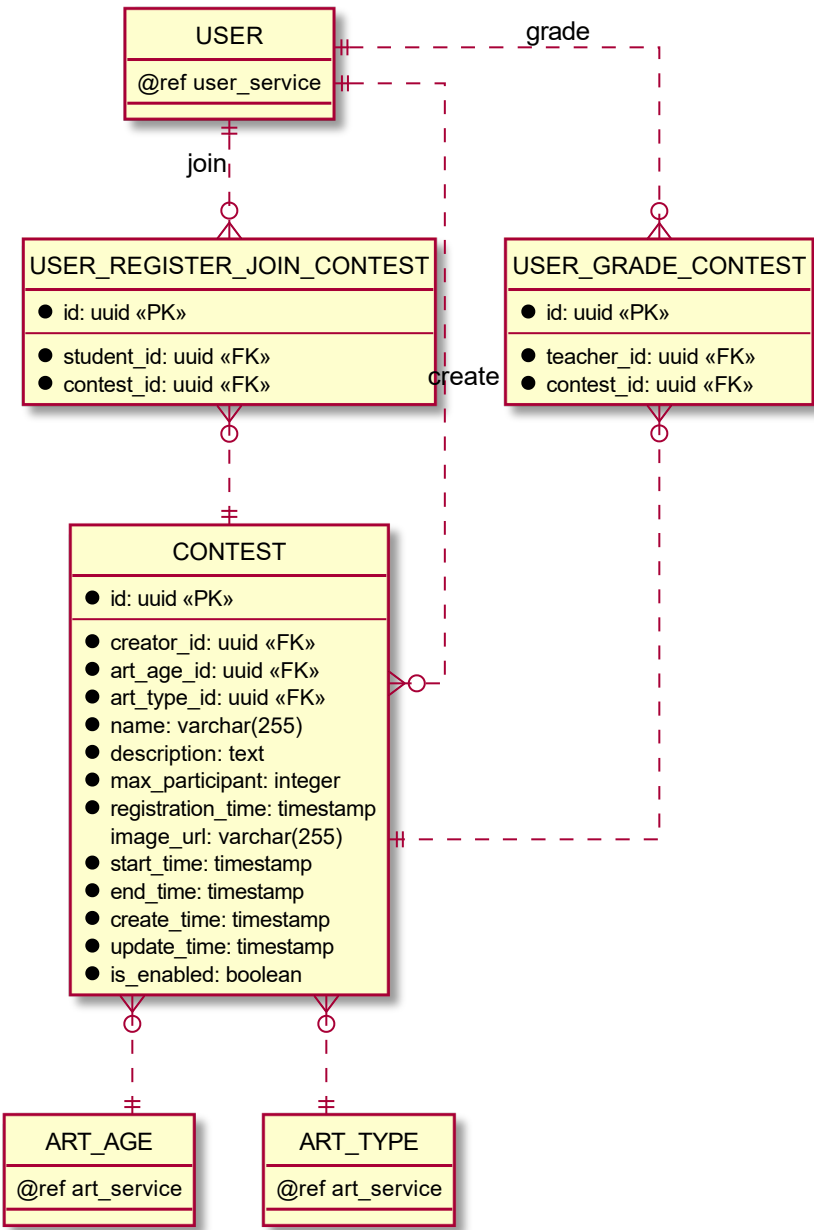 USER
@ref user_service
grade
join
USER_REGISTER_JOIN_CONTEST
● id: uuid «PK»
● student_id: uuid «FK»
● contest_id: uuid «FK»
USER_GRADE_CONTEST
● id: uuid «PK»
● teacher_id: uuid «FK»
● contest_id: uuid «FK»
create
CONTEST
● id: uuid «PK»
● creator_id: uuid «FK»
● art_age_id: uuid «FK»
● art_type_id: uuid «FK»
● name: varchar(255)
● description: text
● max_participant: integer
● registration_time: timestamp
image_url: varchar(255)
● start_time: timestamp
● end_time: timestamp
● create_time: timestamp
● update_time: timestamp
● is_enabled: boolean
ART_AGE
@ref art_service
ART_TYPE
@ref art_service